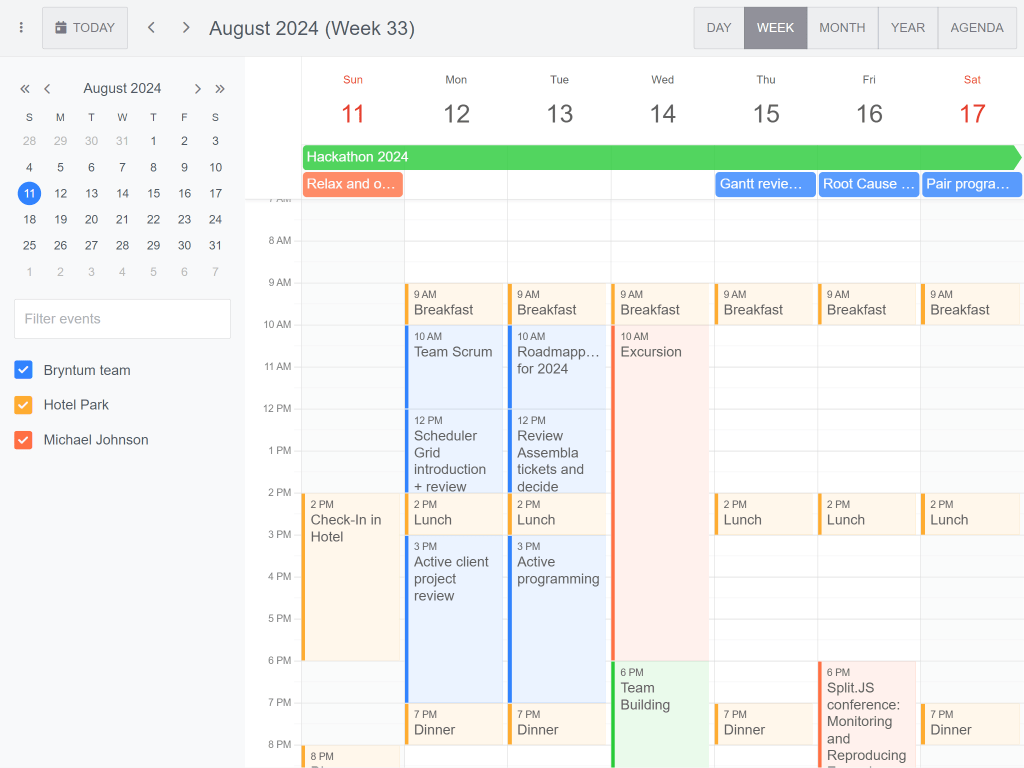 TODAY
August 2024 (Week 33)
DAY
WEEK
MONTH
YEAR
AGENDA
August 2024
S M T W T F S
28 29 30 31 1 2 3
4 5 6 7 8 9 10
11 12 13 14 15 16 17
18 19 20 21 22 23 24
25 26 27 28 29 30 31
1 2 3 4 5 6 7
Filter events
Bryntum team
Hotel Park
Michael Johnson
Sun Mon Tue Wed Thu Fri Sat
11 12 13 14 15 16 17
Hackathon 2024
Relax and o…
Gantt revie…
Root Cause …
Pair progra…
7 AM
8 AM
9 AM
10 AM
11 AM
12 PM
1 PM
2 PM
3 PM
4 PM
5 PM
6 PM
7 PM
8 PM
2 PM
Check-In in
Hotel
8 PM
9 AM
Breakfast
10 AM
Team Scrum
12 PM
Scheduler
Grid
introduction
+ review
2 PM
Lunch
3 PM
Active client
project
review
7 PM
Dinner
9 AM
Breakfast
10 AM
Roadmapp…
for 2024
12 PM
Review
Assembla
tickets and
decide
2 PM
Lunch
3 PM
Active
programming
7 PM
Dinner
9 AM
Breakfast
10 AM
Excursion
6 PM
Team
Building
9 AM
Breakfast
2 PM
Lunch
7 PM
Dinner
9 AM
Breakfast
2 PM
Lunch
6 PM
Split.JS
conference:
Monitoring
and
Reproducing
9 AM
Breakfast
2 PM
Lunch
7 PM
Dinner